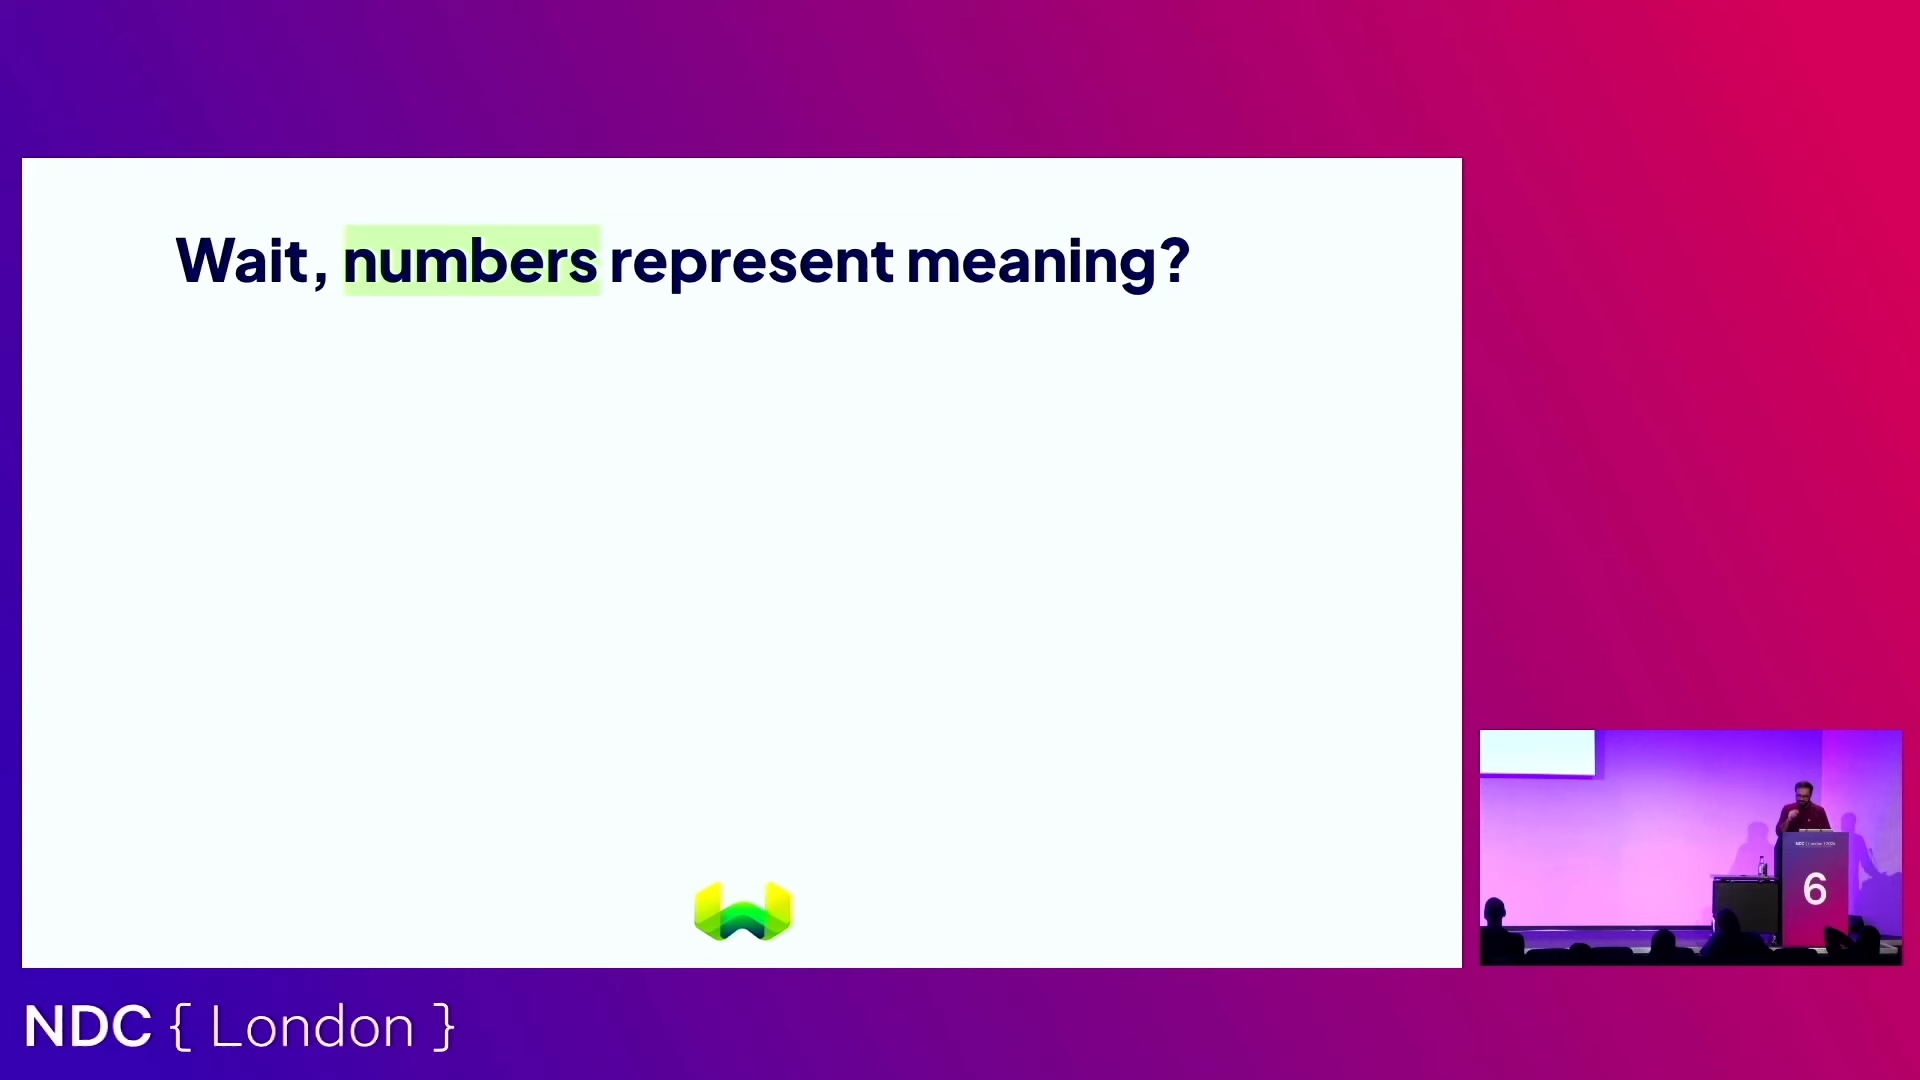 Wait, numbers represent meaning?
6
NDC { London }